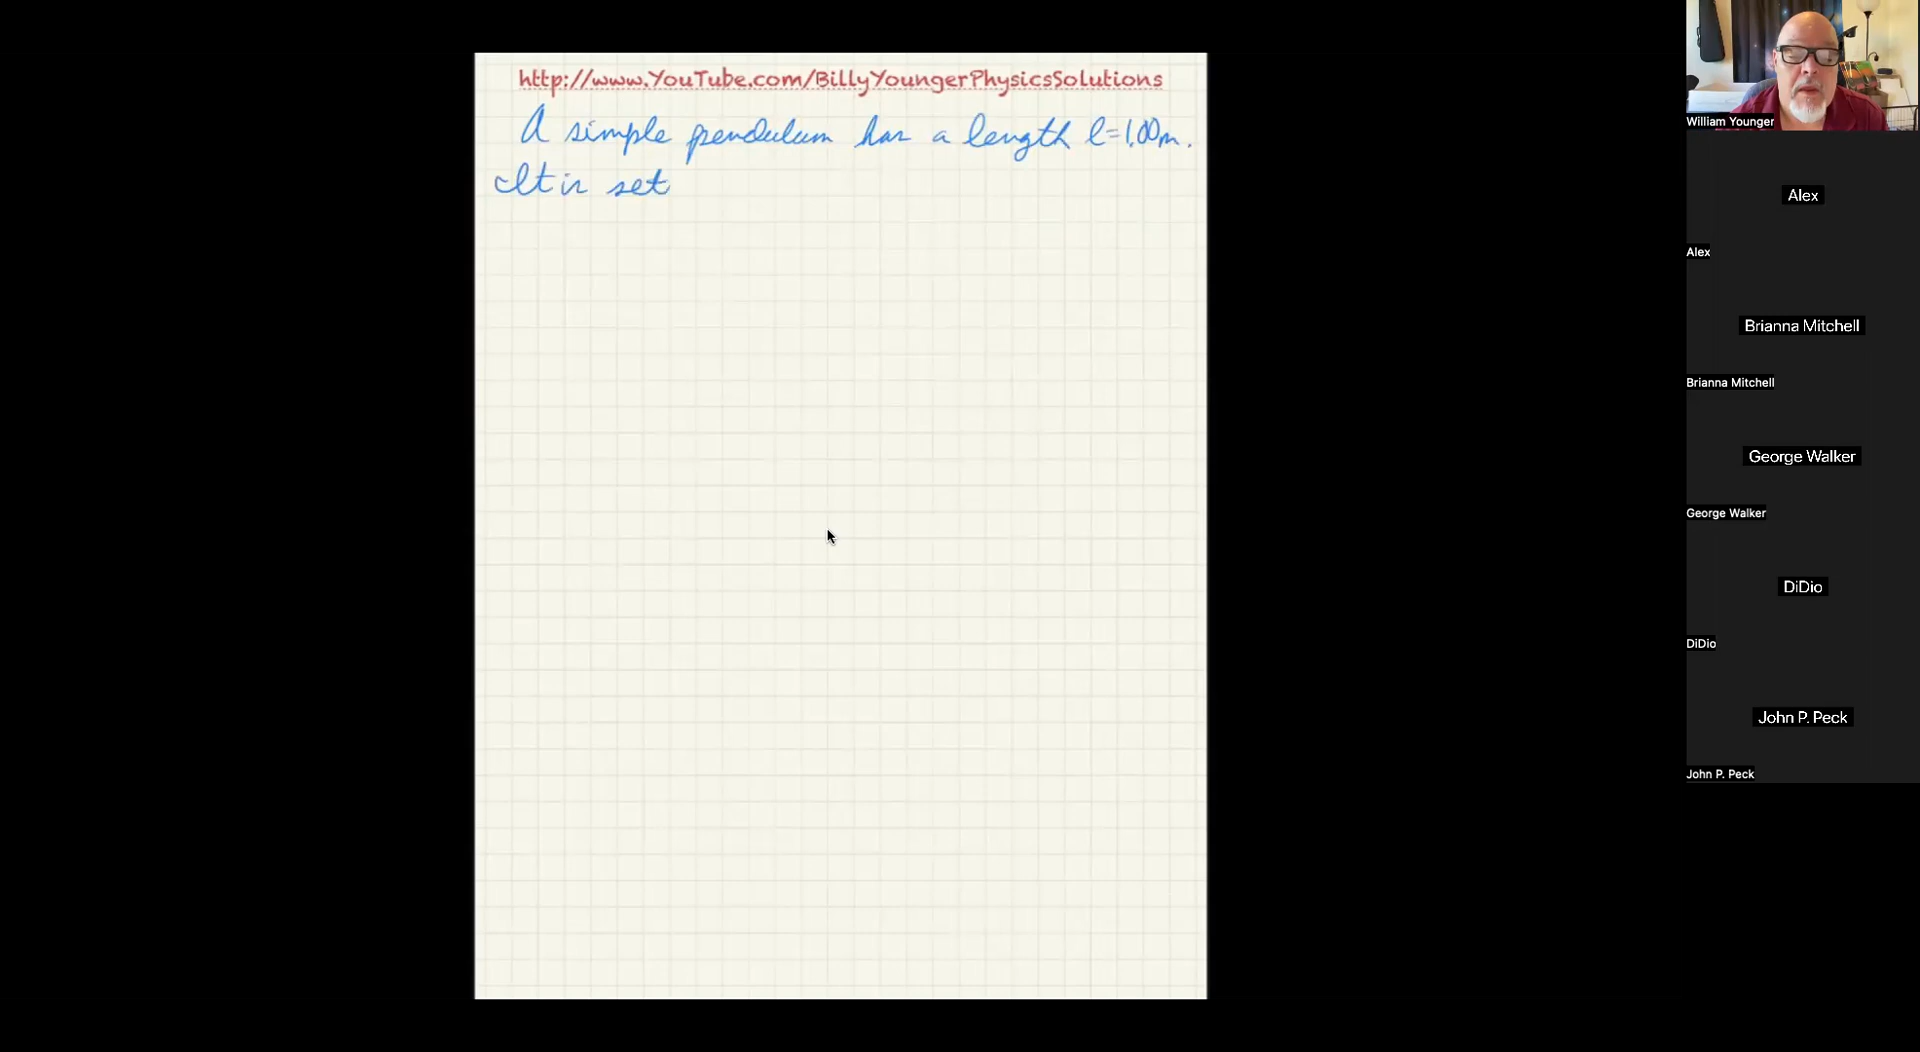 http://www.YouTube.com/BillyYoungerPhysicsSolutions
A simple pendulum has a length l=1.00m.
It is set
William Younger
Alex
Alex
Brianna Mitchell
Brianna Mitchell
George Walker
George Walker
DiDio
DiDio
John P. Peck
John P. Peck